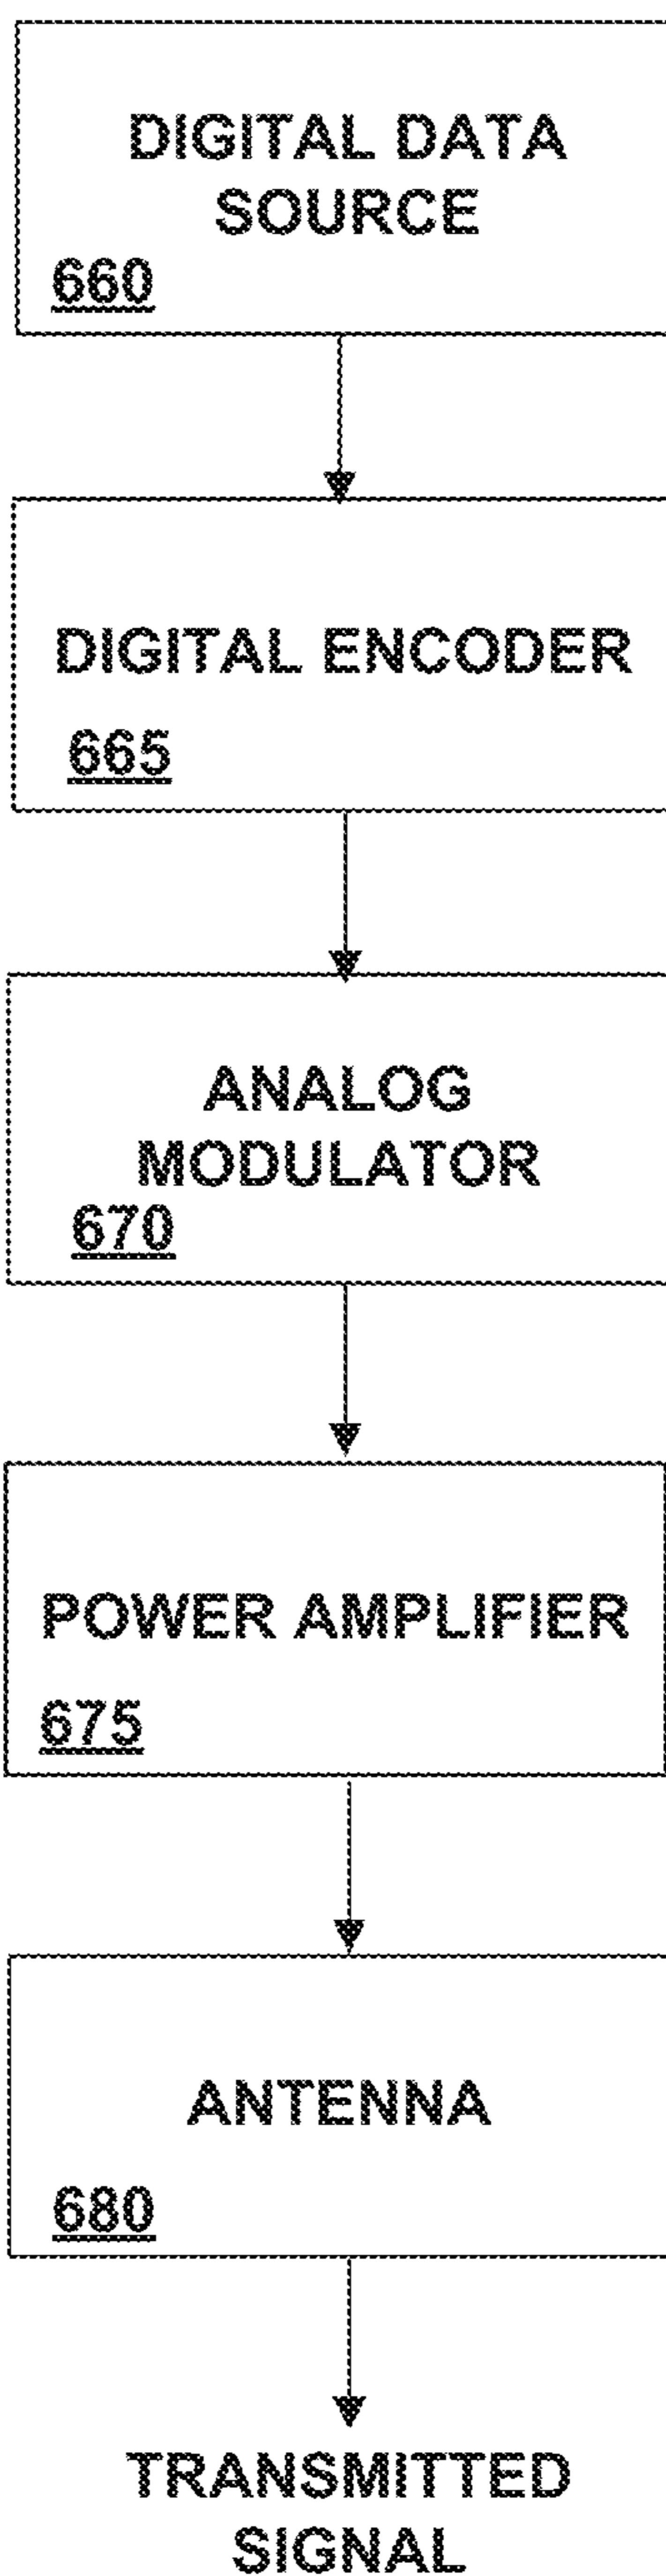 DIGITAL DATA
SOURCE
660
DIGITAL ENCODER
665
ANALOG
MODULATOR
670
POWER AMPLIFIER
675
ANTENNA
680
TRANSMITTED
SIGNAL